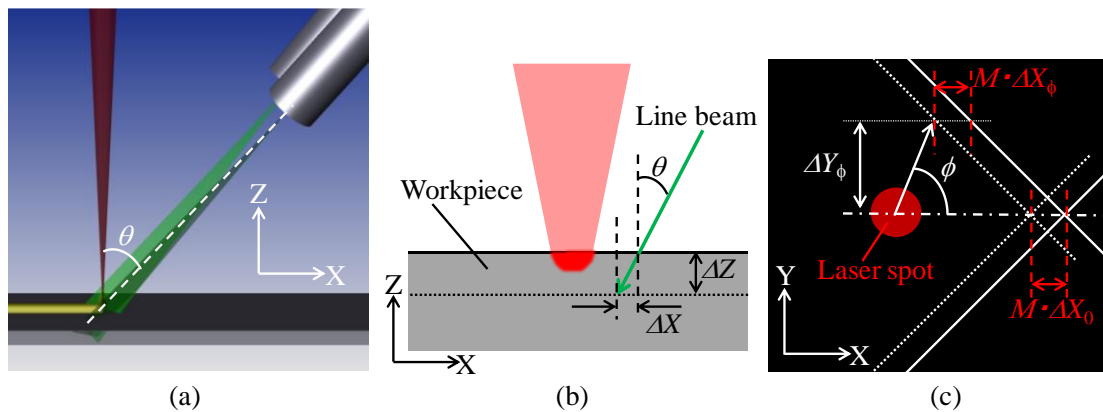 Z
θ
X
(a)
Line beam
θ
Workpiece
ΔZ
Z
ΔX
X
(b)
M·ΔXϕ
ΔYϕ
ϕ
Laser spot
Y
M·ΔX0
X
(c)